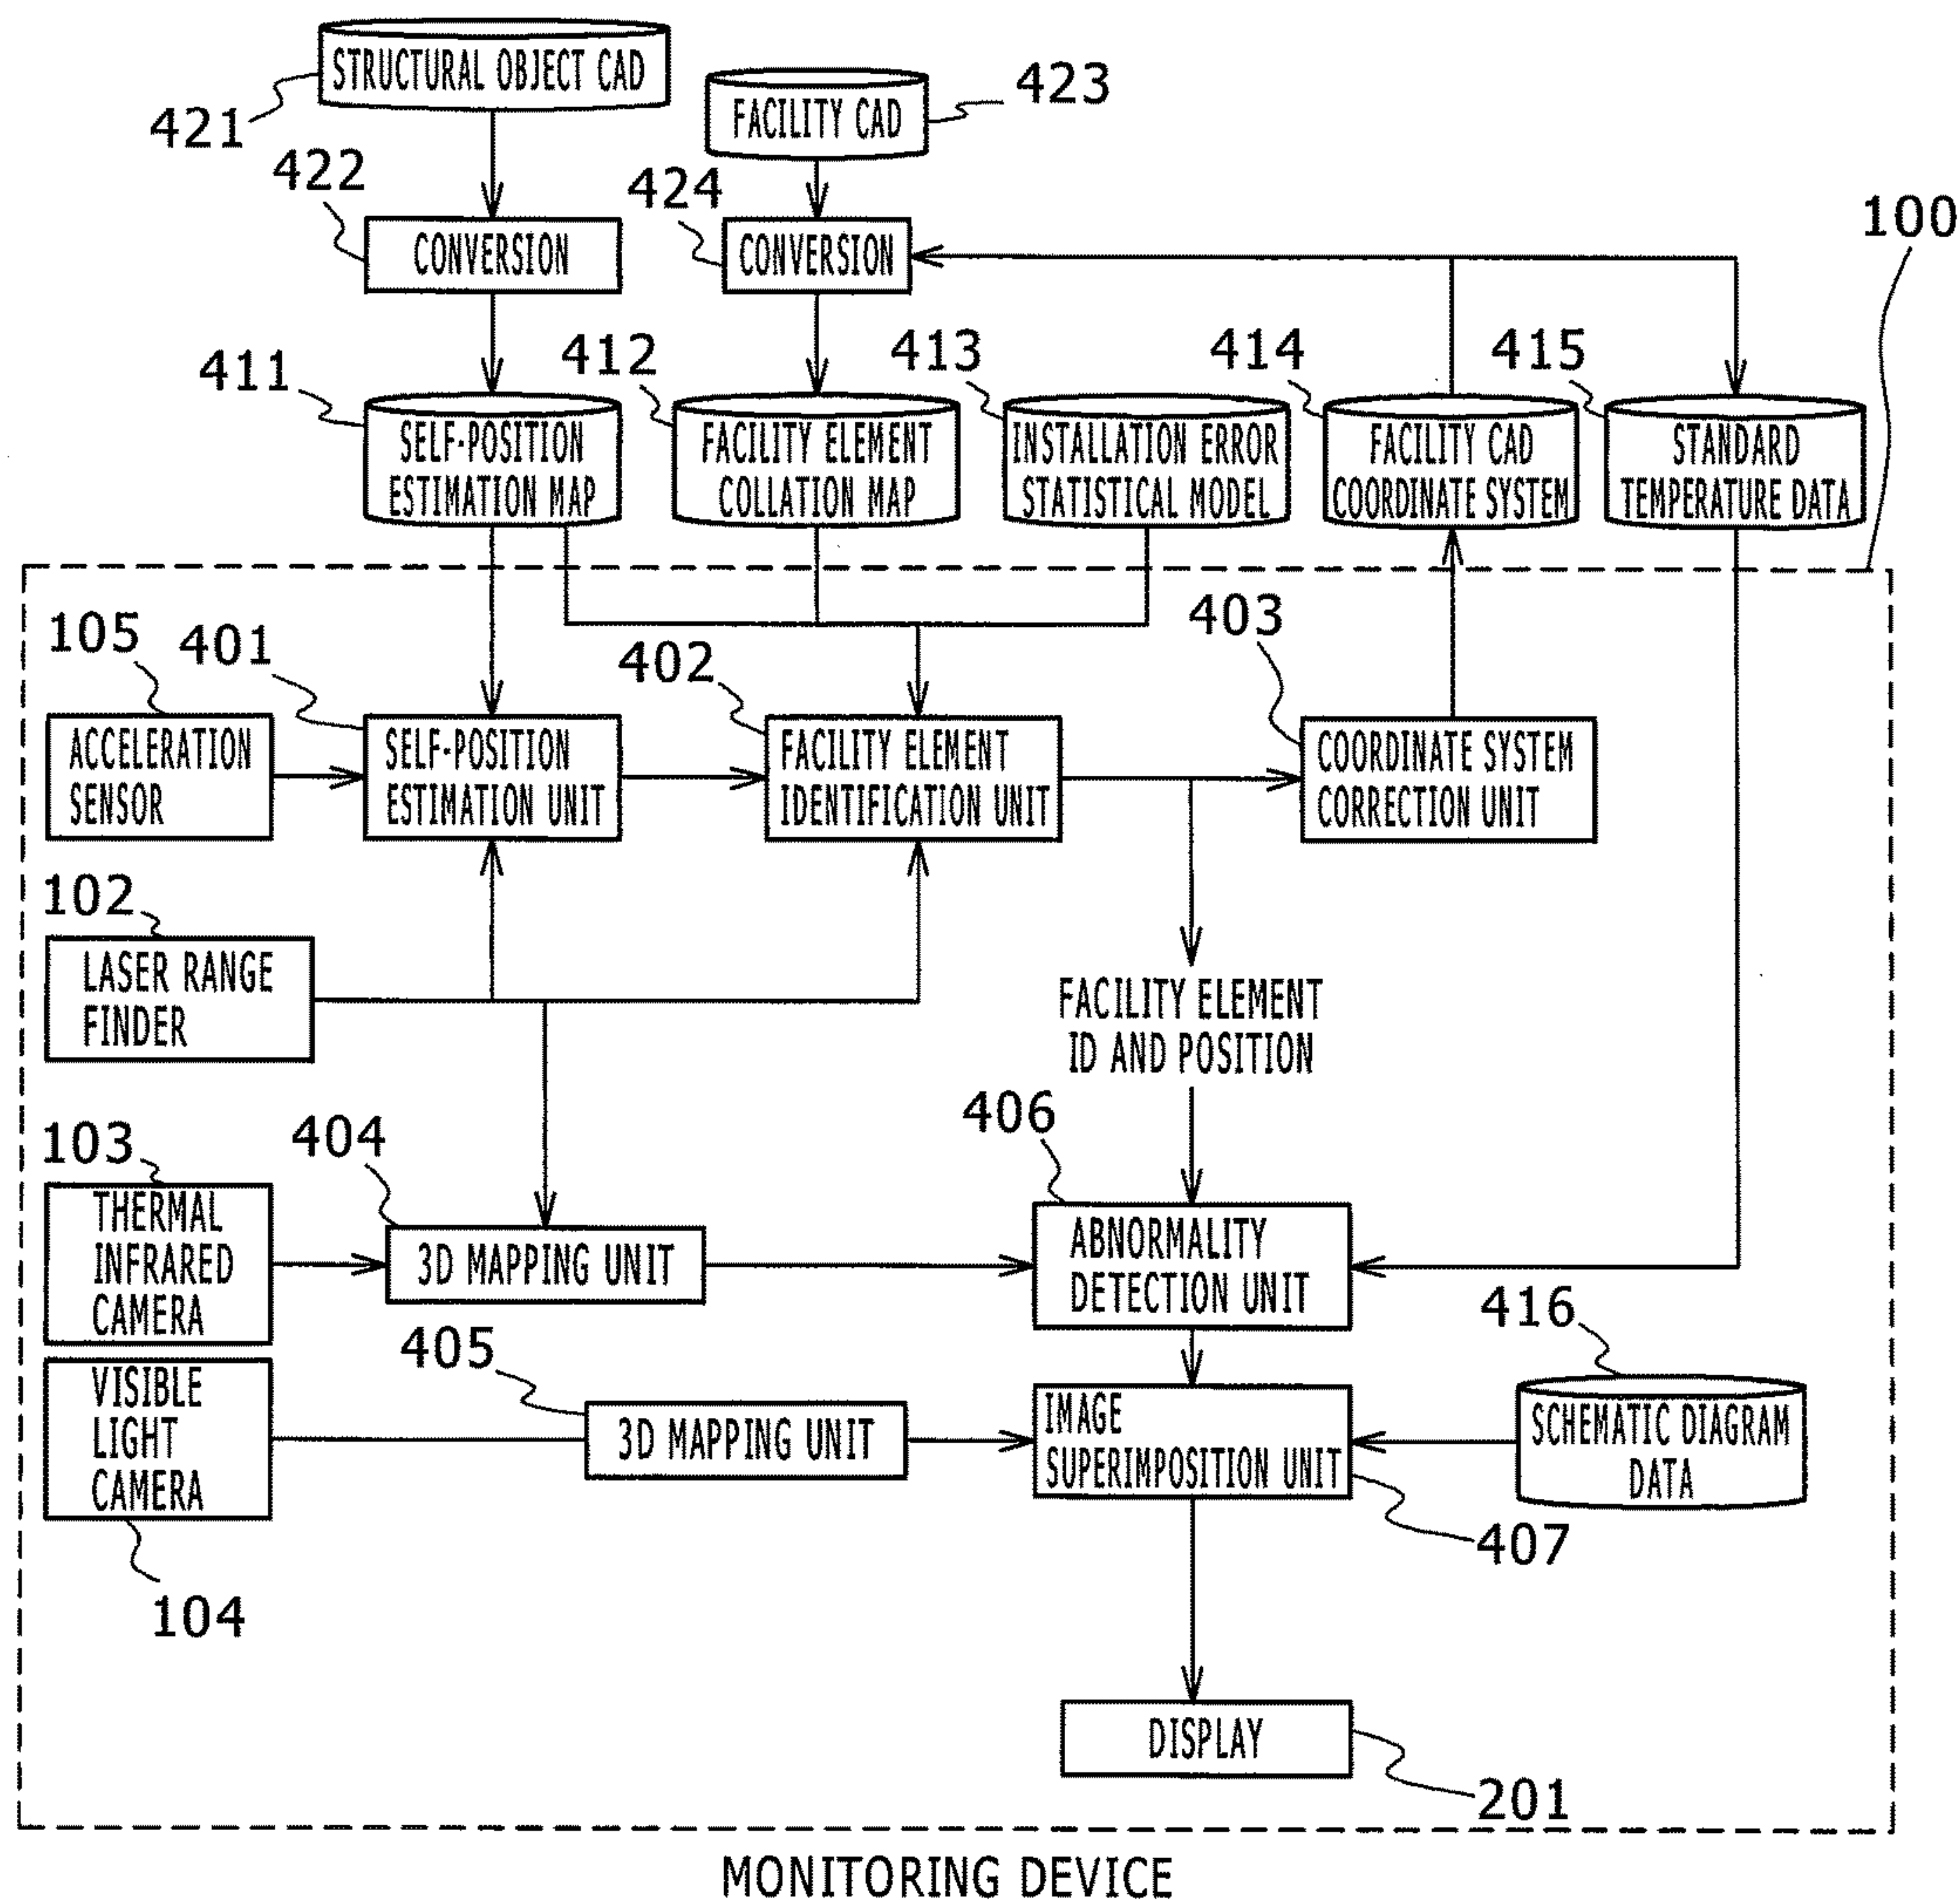 STRUCTURAL OBJECT CAD
421
FACILITY CAD
423
422
CONVERSION
424
CONVERSION
100
411
SELF-POSITION
ESTIMATION MAP
412
FACILITY ELEMENT
COLLATION MAP
413
INSTALLATION ERROR
STATISTICAL MODEL
414
FACILITY CAD
COORDINATE SYSTEM
415
STANDARD
TEMPERATURE DATA
105
ACCELERATION
SENSOR
401
SELF-POSITION
ESTIMATION UNIT
402
FACILITY ELEMENT
IDENTIFICATION UNIT
403
COORDINATE SYSTEM
CORRECTION UNIT
102
LASER RANGE
FINDER
FACILITY ELEMENT
ID AND POSITION
103
THERMAL
INFRARED
CAMERA
404
3D MAPPING UNIT
406
ABNORMALITY
DETECTION UNIT
416
SCHEMATIC DIAGRAM
DATA
VISIBLE
LIGHT
CAMERA
104
405
3D MAPPING UNIT
IMAGE
SUPERIMPOSITION UNIT
407
DISPLAY
201
MONITORING DEVICE